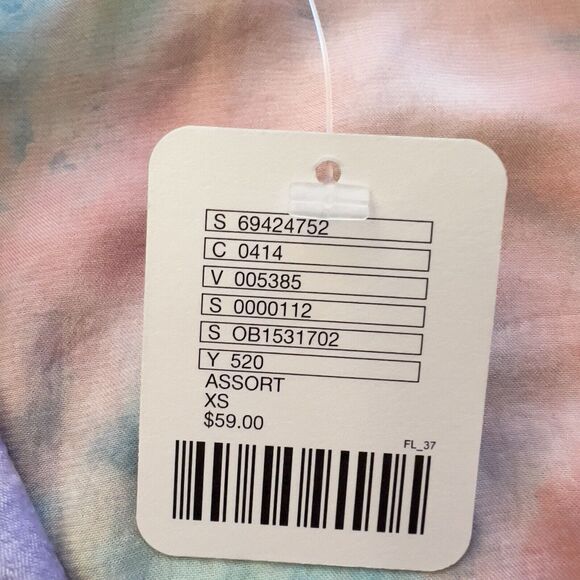 S 69424752
C 0414
V 005385
S 0000112
S OB1531702
Y 520
ASSORT
XS
$59.00
FL_37